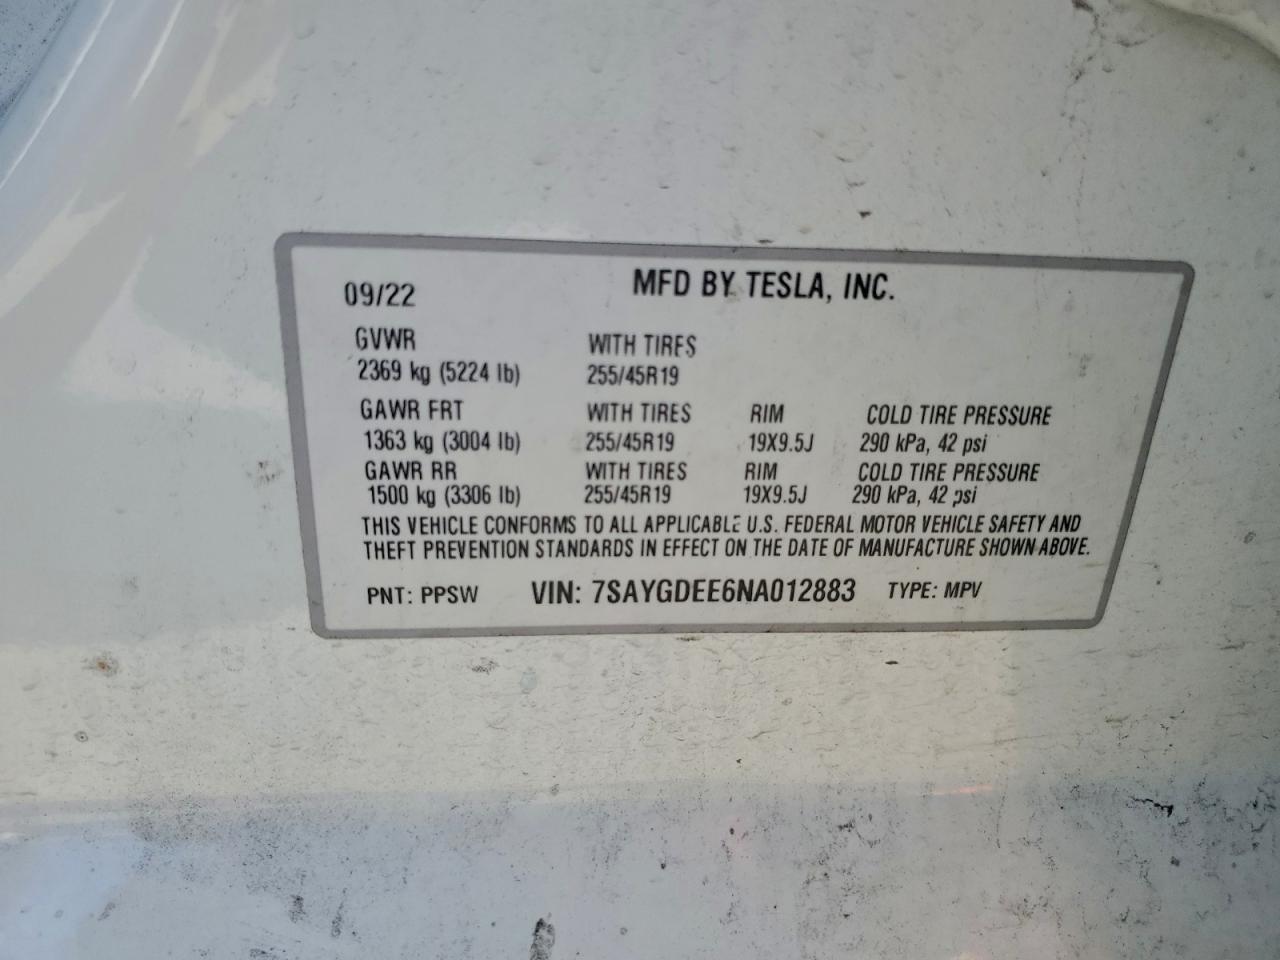 MFD BY TESLA, INC.
09/22
GVWR WITH TIRES
2369 kg (5224 lb) 255/45R19
GAWR FRT WITH TIRES RIM COLD TIRE PRESSURE
1363 kg (3004 lb) 255/45R19 19X9.5J 290 kPa, 42 psi
GAWR RR WITH TIRES RIM COLD TIRE PRESSURE
1500 kg (3306 lb) 255/45R19 19X9.5J 290 kPa, 42 psi
THIS VEHICLE CONFORMS TO ALL APPLICABLE U.S. FEDERAL MOTOR VEHICLE SAFETY AND
THEFT PREVENTION STANDARDS IN EFFECT ON THE DATE OF MANUFACTURE SHOWN ABOVE.
PNT: PPSW VIN: 7SAYGDEE6NA012883 TYPE: MPV